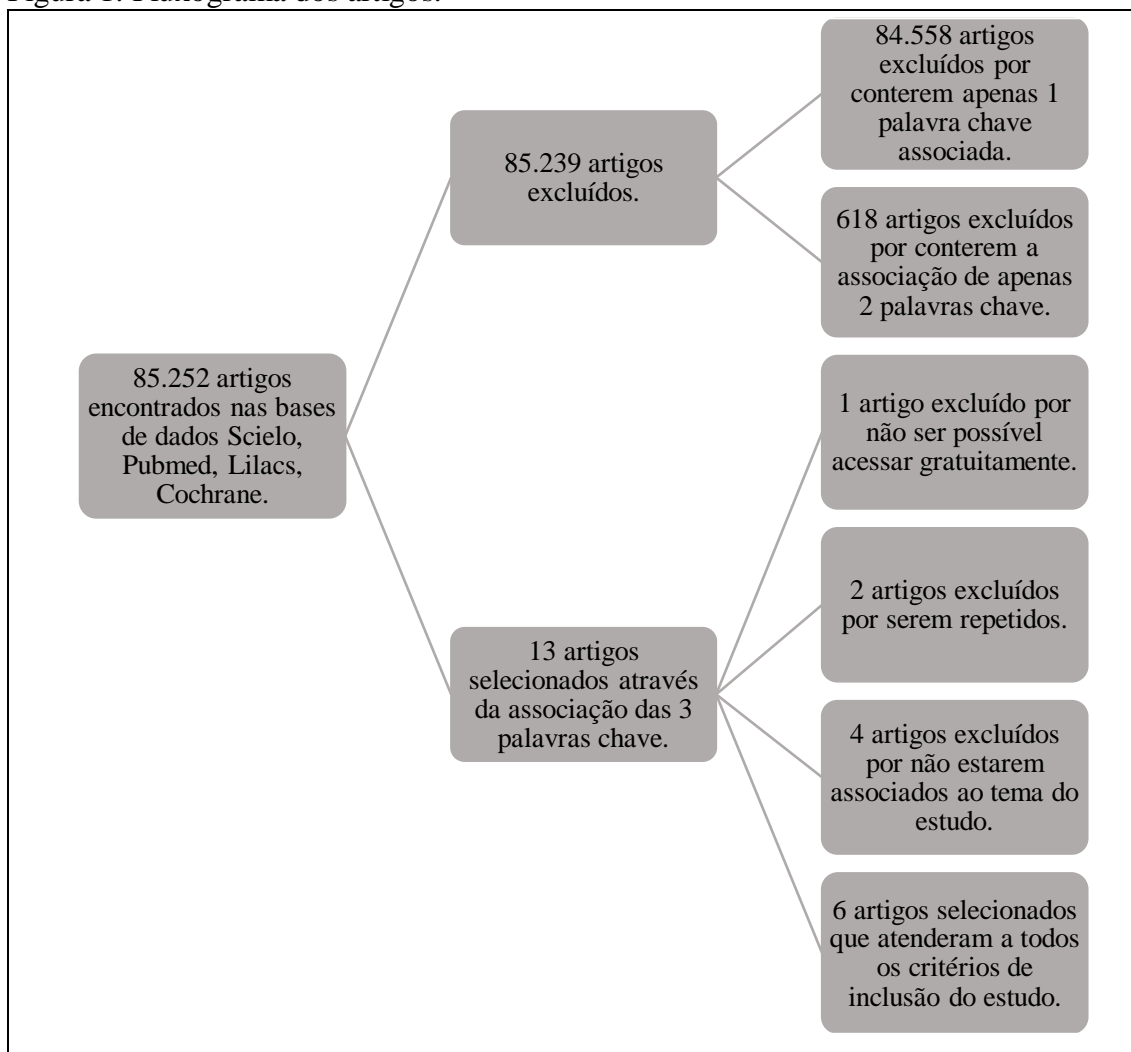 Figura 1. Fluxograma dos artigos.
84.558 artigos
excluídos por
conterem apenas 1
palavra chave
associada.
85.239 artigos
excluídos.
618 artigos excluídos
por conterem a
associação de apenas
2 palavras chave.
85.252 artigos
encontrados nas bases
de dados Scielo,
Pubmed, Lilacs,
Cochrane.
1 artigo excluído por
não ser possível
acessar gratuitamente.
2 artigos excluídos
por serem repetidos.
13 artigos
selecionados através
da associação das 3
palavras chave.
4 artigos excluídos
por não estarem
associados ao tema do
estudo.
6 artigos selecionados
que atenderam a todos
os critérios de
inclusão do estudo.